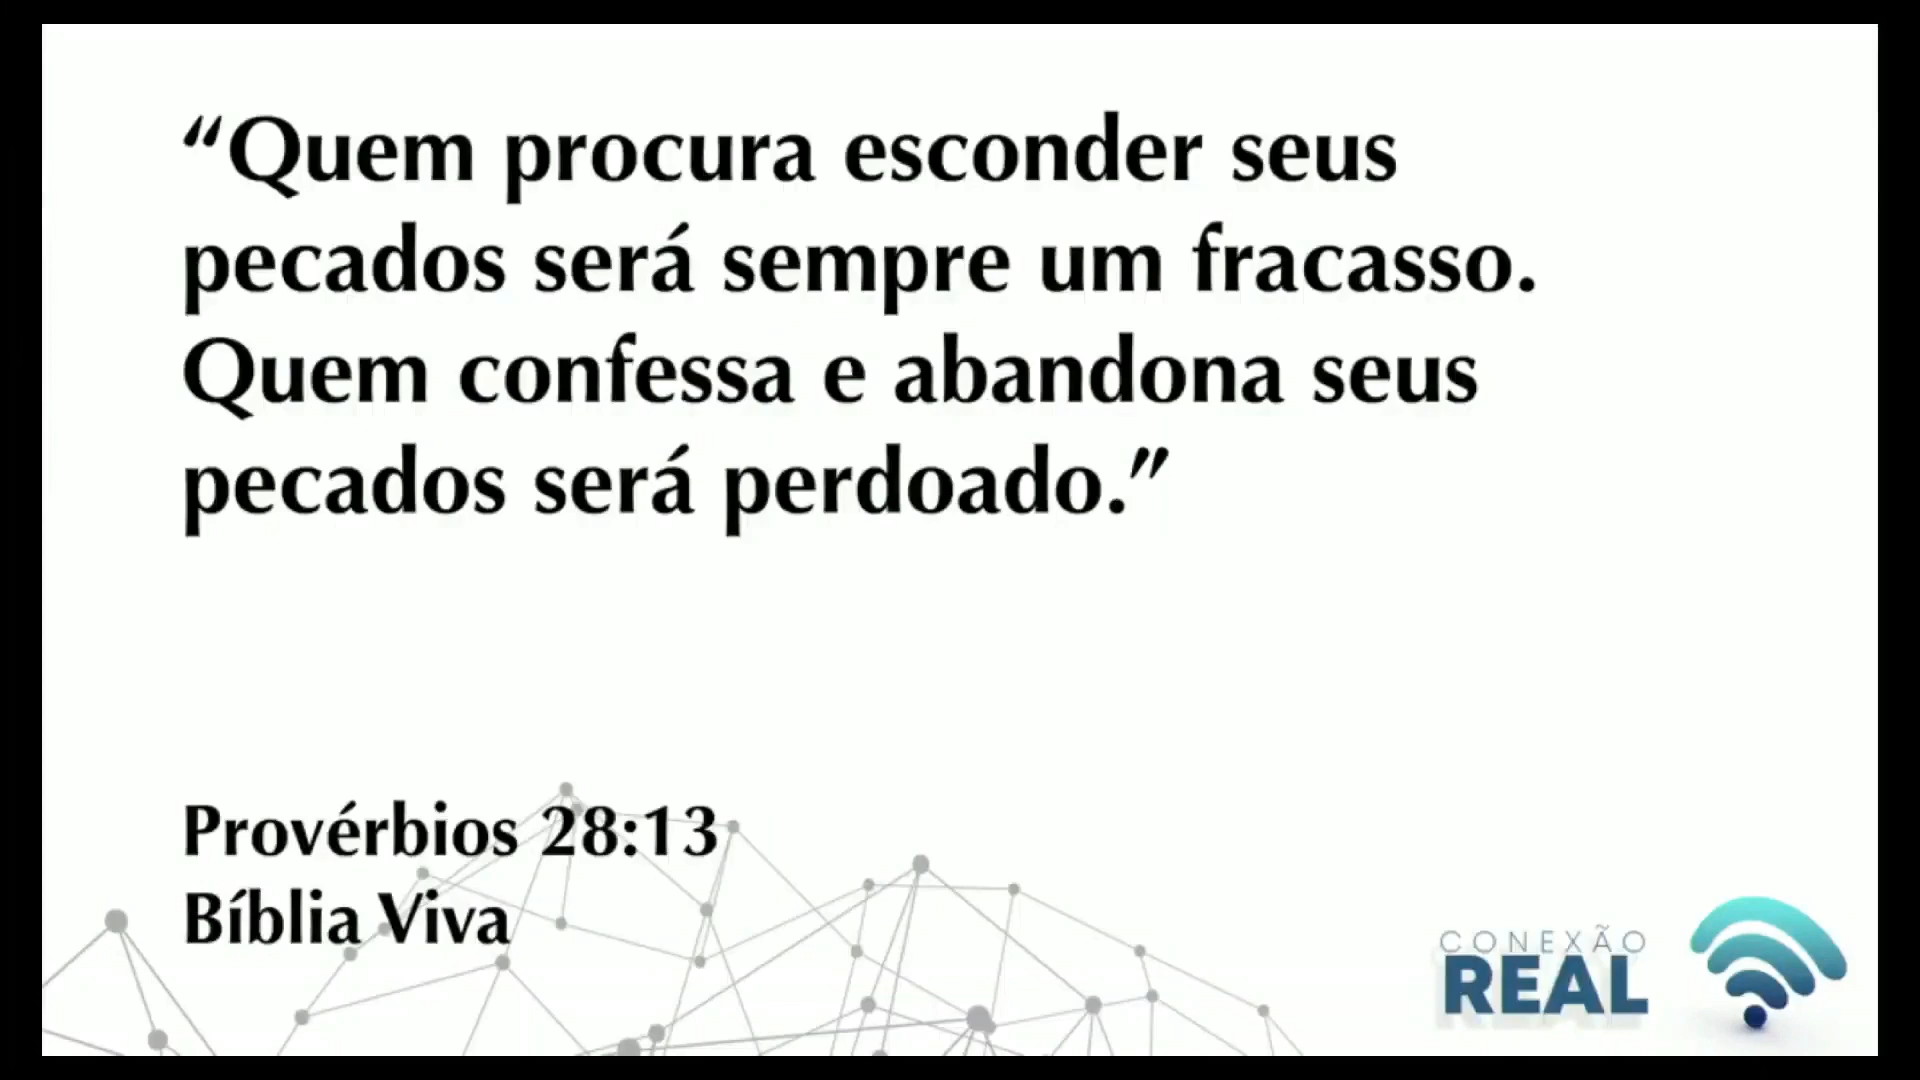 “Quem procura esconder seus
pecados será sempre um fracasso.
Quem confessa e abandona seus
pecados será perdoado.”
Provérbios 28:13
Bíblia Viva
CONEXÃO
REAL